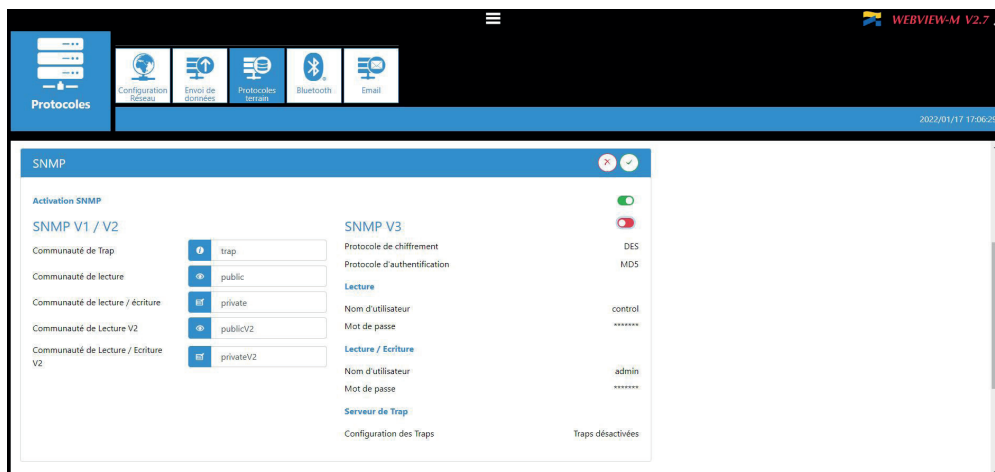 WEBVIEW-M V2.7
Protocoles
Configuration Réseau
Envoi de données
Protocoles terrain
Bluetooth
Email
2022/01/17 17:06:29
SNMP
Activation SNMP
SNMP V1 / V2
Communauté de Trap
trap
Communauté de lecture
public
Communauté de lecture / écriture
private
Communauté de Lecture V2
publicV2
Communauté de Lecture / Ecriture
V2
privateV2
SNMP V3
Protocole de chiffrement
DES
Protocole d'authentification
MD5
Lecture
Nom d'utilisateur
control
Mot de passe
*******
Lecture / Ecriture
Nom d'utilisateur
admin
Mot de passe
*******
Serveur de Trap
Configuration des Traps
Traps désactivées